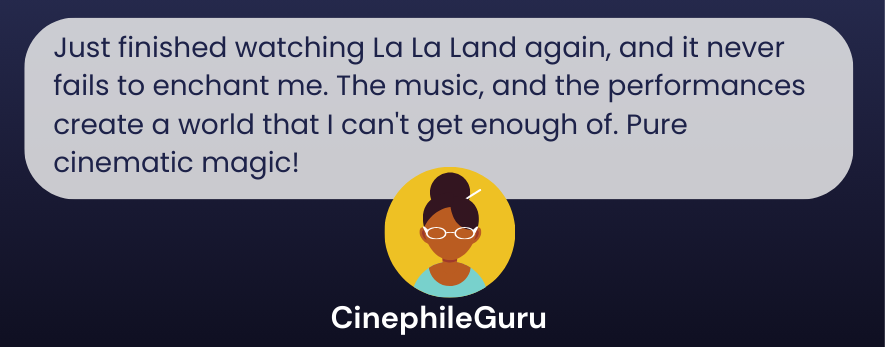 Just finished watching La La Land again, and it never
fails to enchant me. The music, and the performances
create a world that I can't get enough of. Pure
cinematic magic!
CinephileGuru